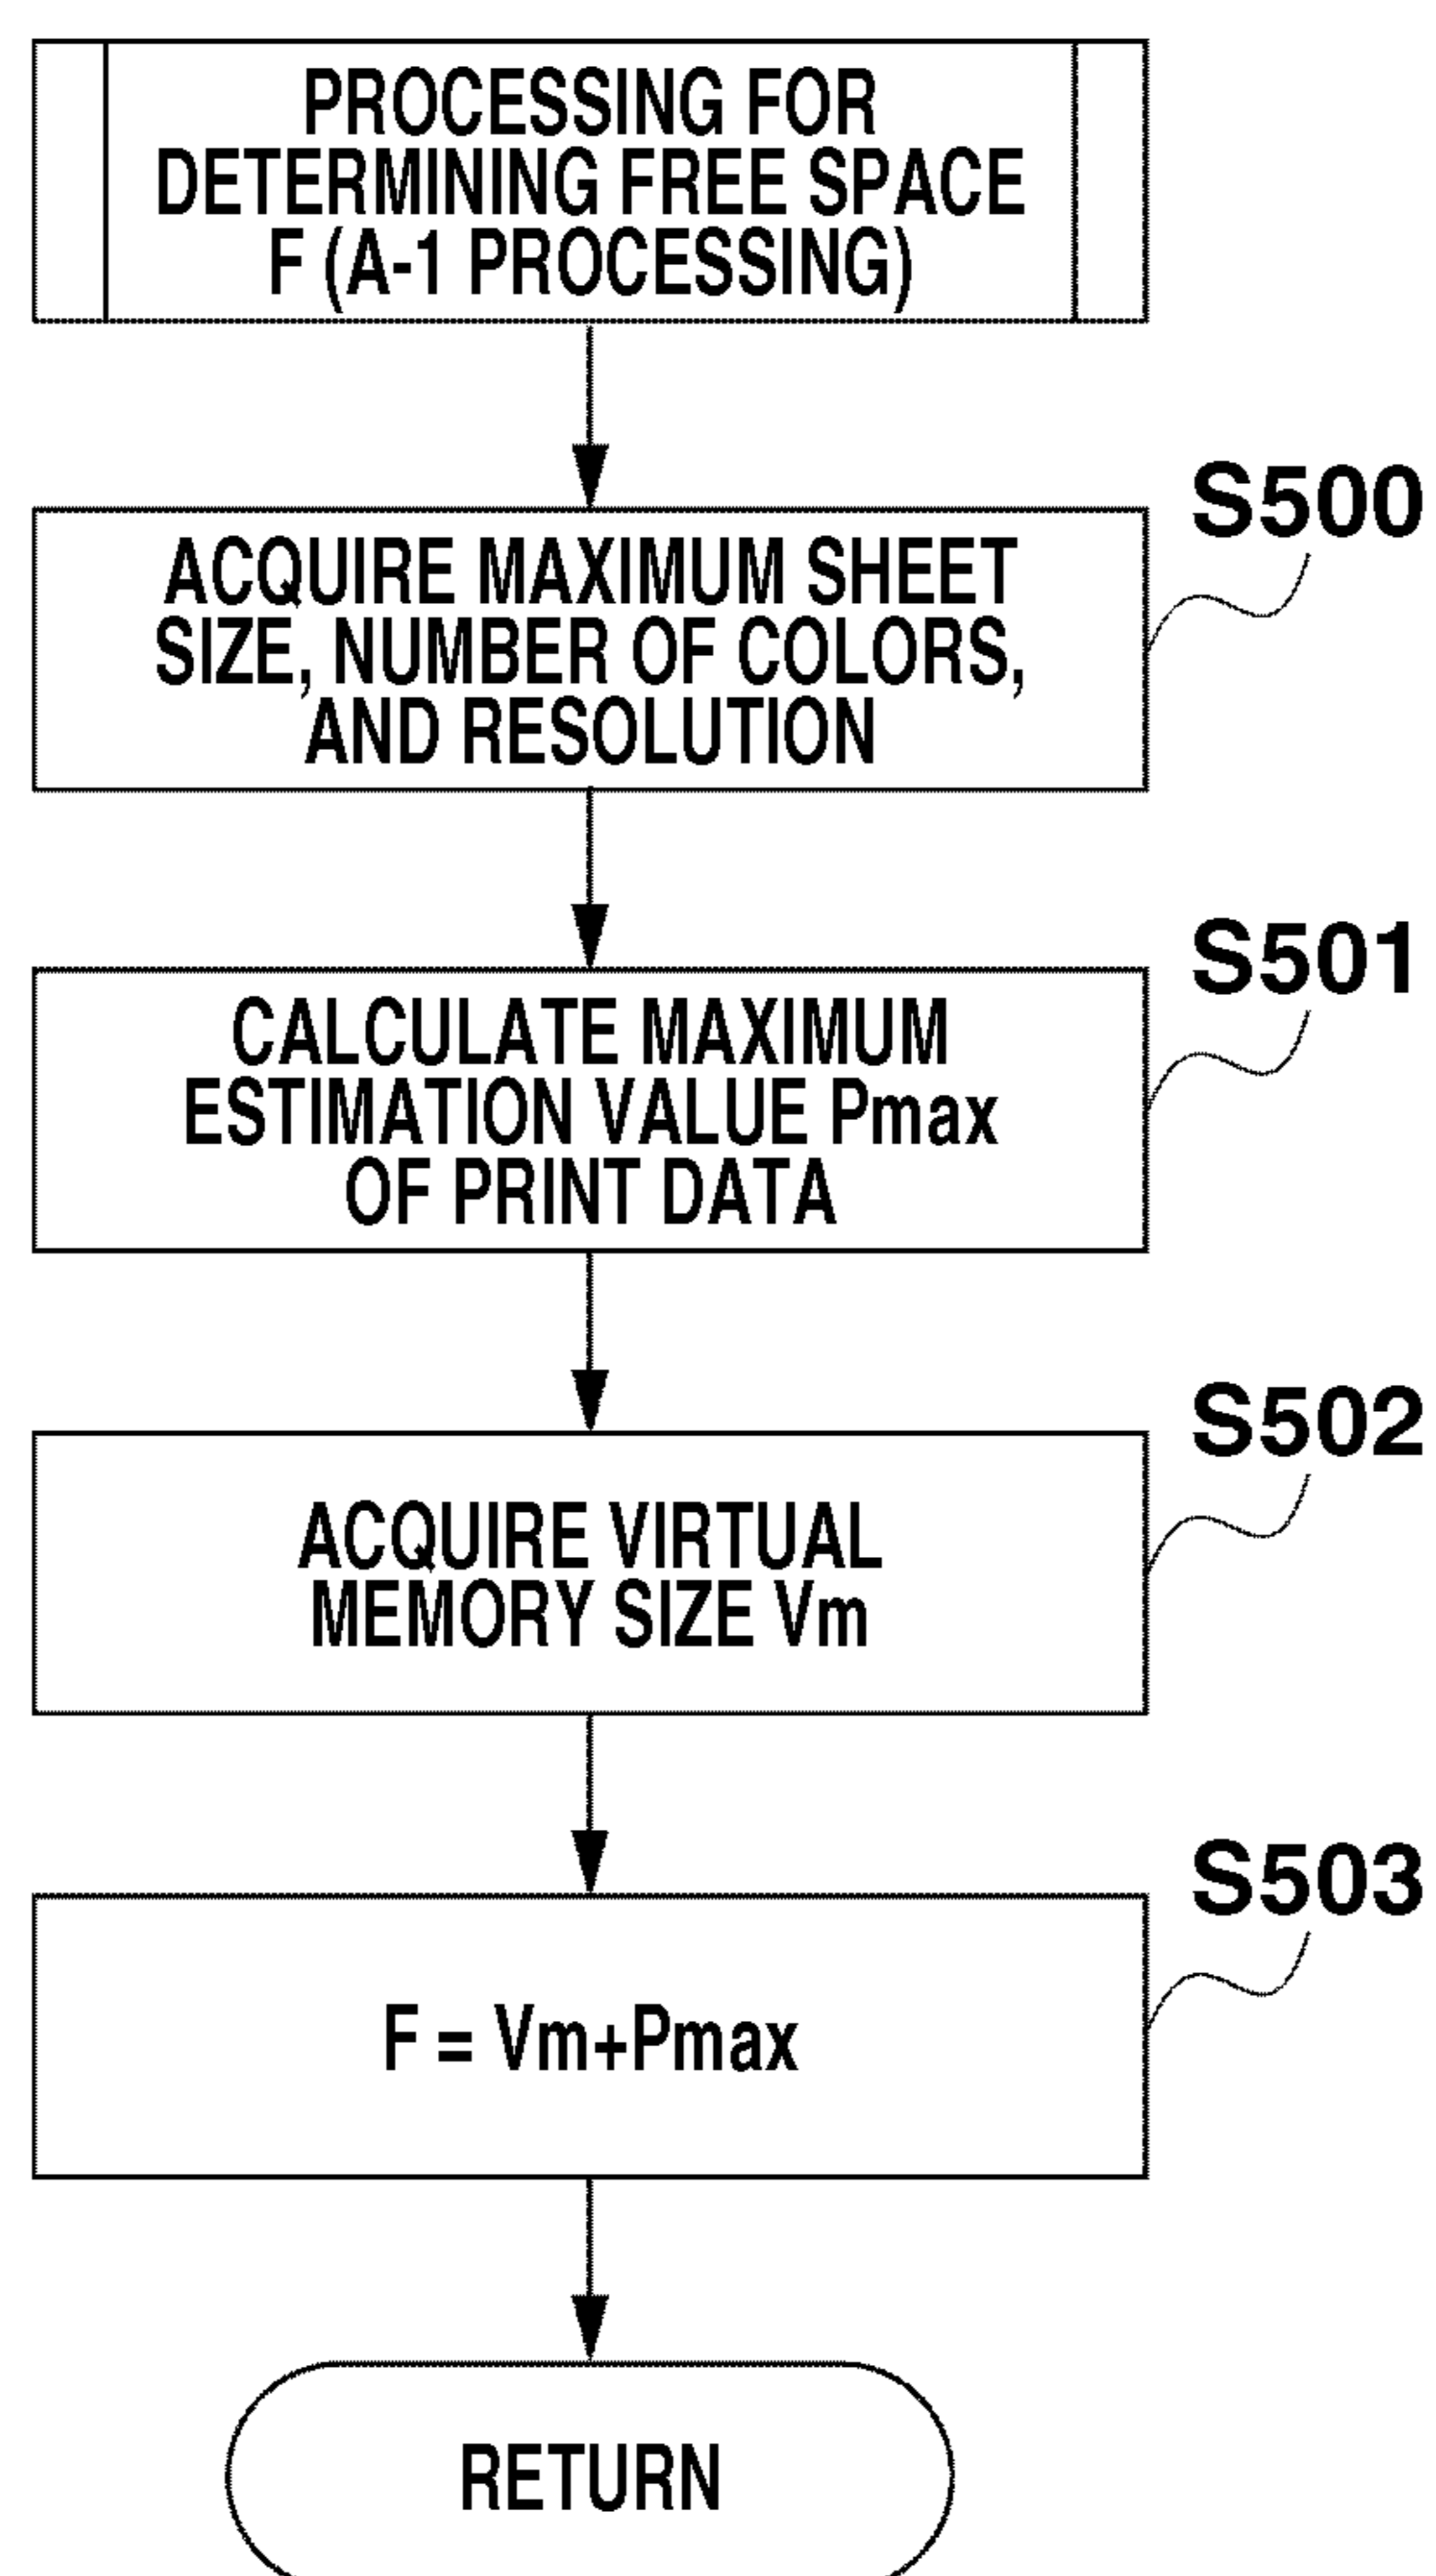 PROCESSING FOR
DETERMINING FREE SPACE
F (A-1 PROCESSING)
S500
ACQUIRE MAXIMUM SHEET
SIZE, NUMBER OF COLORS,
AND RESOLUTION
S501
CALCULATE MAXIMUM
ESTIMATION VALUE Pmax
OF PRINT DATA
S502
ACQUIRE VIRTUAL
MEMORY SIZE Vm
S503
F = Vm+Pmax
RETURN